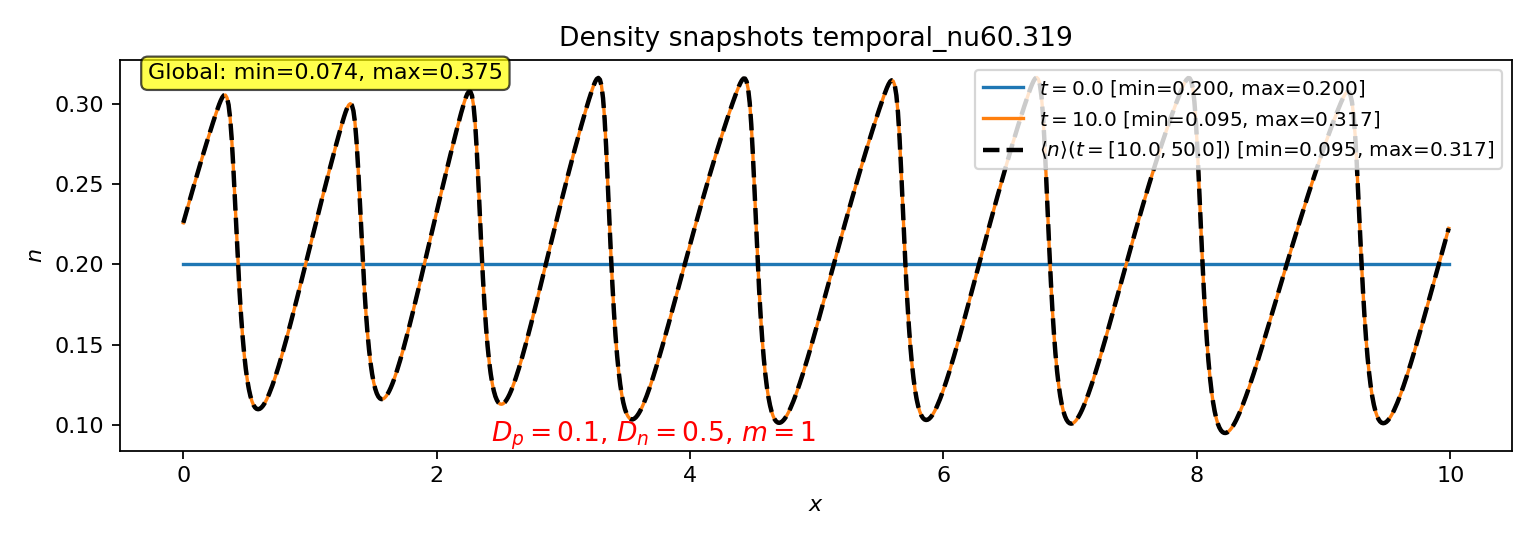 Density snapshots temporal_nu60.319
Global: min=0.074, max=0.375
t = 0.0 [min=0.200, max=0.200]
t = 10.0 [min=0.095, max=0.317]
⟨n⟩(t = [10.0, 50.0]) [min=0.095, max=0.317]
0.30
0.25
0.20
0.15
0.10
n
D_p = 0.1, D_n = 0.5, m = 1
0 2 4 6 8 10
x